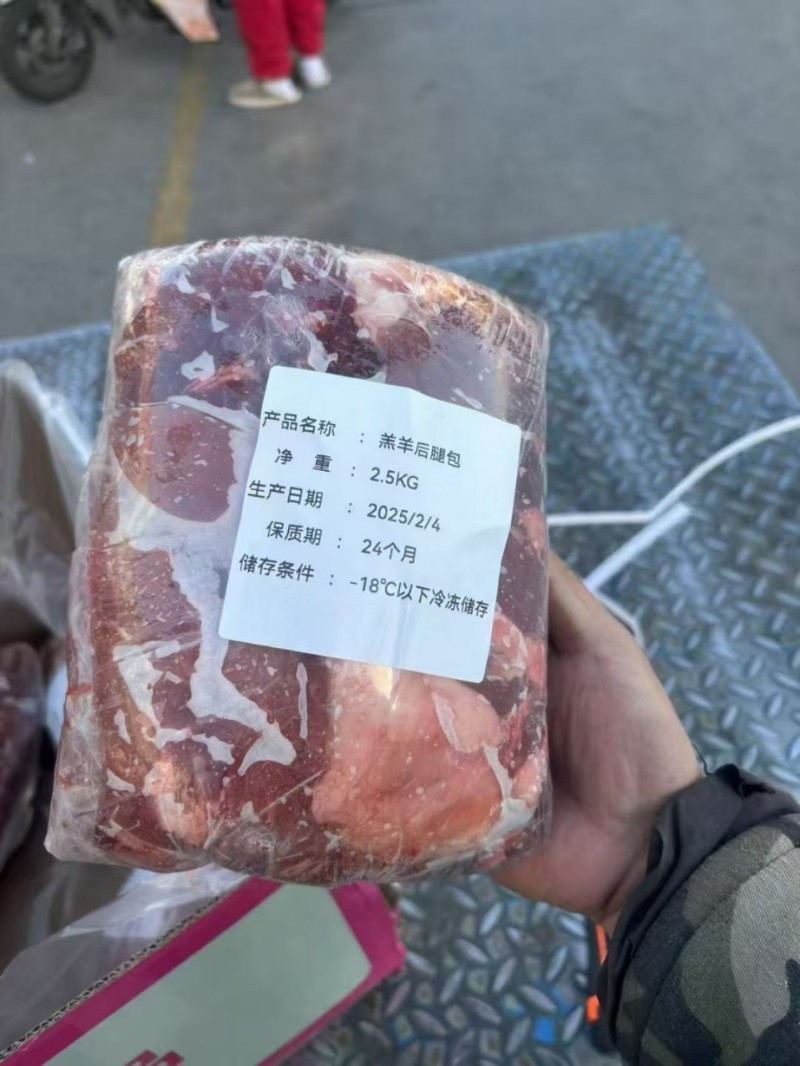 产品名称 : 羔羊后腿包
净 重 : 2.5KG
生产日期 : 2025/2/4
保质期 : 24个月
储存条件 : -18℃以下冷冻储存